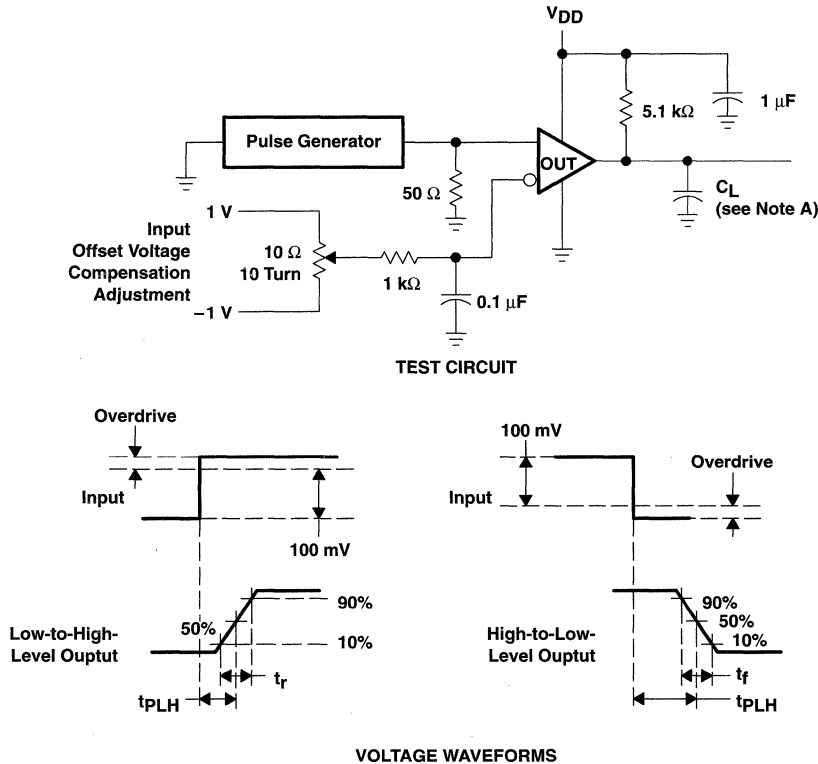 VDD
5.1 kΩ
1 μF
Pulse Generator
OUT
50 Ω
CL
(see Note A)
1 V
Input
Offset Voltage
Compensation
Adjustment
10 Ω
10 Turn
1 kΩ
−1 V
0.1 μF
TEST CIRCUIT
Overdrive
Input
100 mV
100 mV
Overdrive
Input
Low-to-High-
Level Ouptut
90%
50%
10%
tr
tPLH
High-to-Low-
Level Ouptut
90%
50%
10%
tf
tPLH
VOLTAGE WAVEFORMS